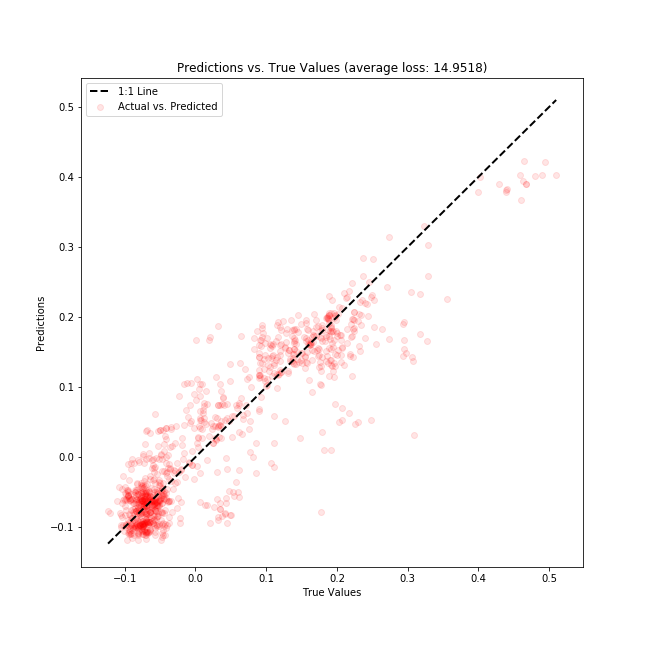 Predictions vs. True Values (average loss: 14.9518)
1:1 Line
Actual vs. Predicted
0.5
0.4
0.3
0.2
0.1
0.0
−0.1
Predictions
−0.1 0.0 0.1 0.2 0.3 0.4 0.5
True Values